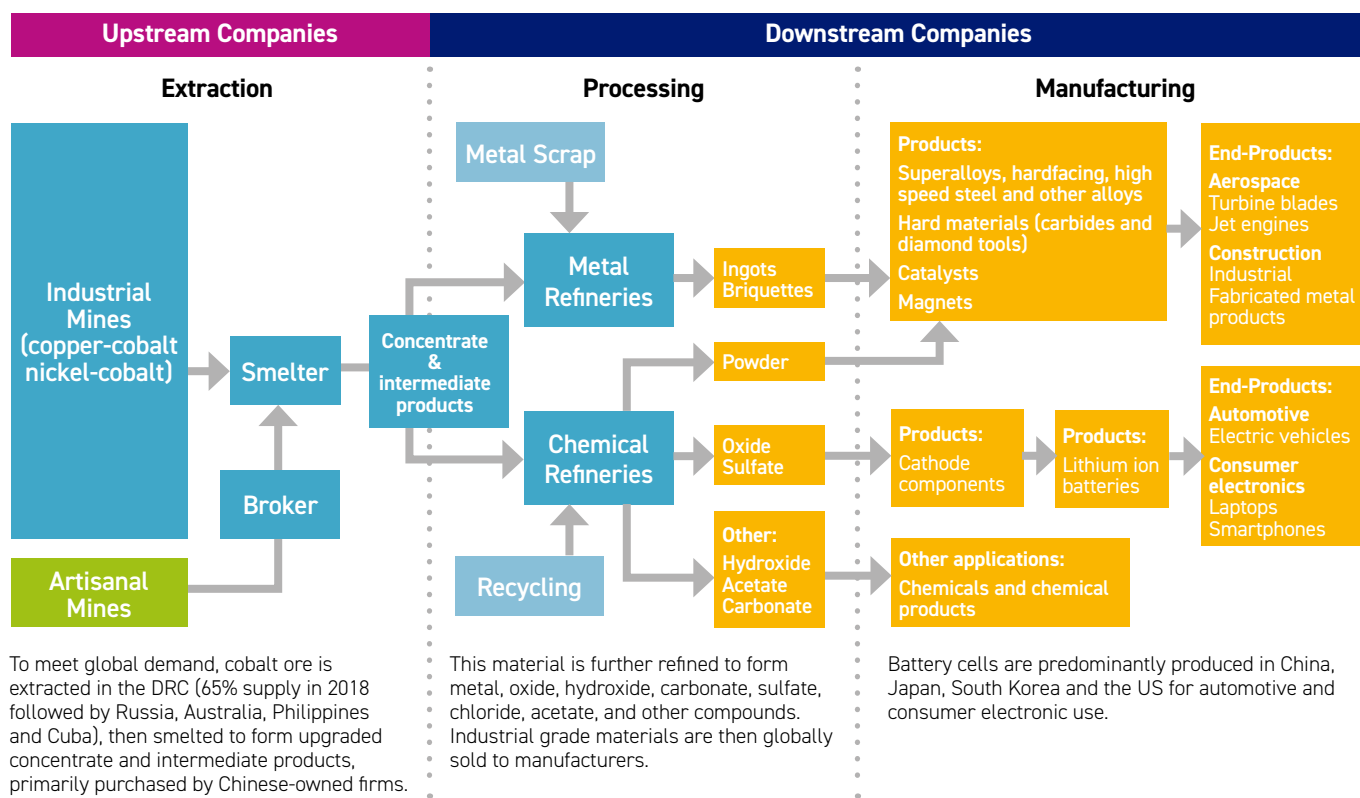 Upstream Companies
Downstream Companies
Extraction
Processing
Manufacturing
Industrial
Mines
(copper-cobalt
nickel-cobalt)
Artisanal
Mines
Smelter
Broker
Concentrate
&
intermediate
products
Metal Scrap
Metal
Refineries
Chemical
Refineries
Recycling
Ingots
Briquettes
Powder
Oxide
Sulfate
Other:
Hydroxide
Acetate
Carbonate
Products:
Superalloys, hardfacing, high
speed steel and other alloys
Hard materials (carbides and
diamond tools)
Catalysts
Magnets
End-Products:
Aerospace
Turbine blades
Jet engines
Construction
Industrial
Fabricated metal
products
Products:
Cathode
components
Products:
Lithium ion
batteries
End-Products:
Automotive
Electric vehicles
Consumer
electronics
Laptops
Smartphones
Other applications:
Chemicals and chemical
products
To meet global demand, cobalt ore is
extracted in the DRC (65% supply in 2018
followed by Russia, Australia, Philippines
and Cuba), then smelted to form upgraded
concentrate and intermediate products,
primarily purchased by Chinese-owned firms.
This material is further refined to form
metal, oxide, hydroxide, carbonate, sulfate,
chloride, acetate, and other compounds.
Industrial grade materials are then globally
sold to manufacturers.
Battery cells are predominantly produced in China,
Japan, South Korea and the US for automotive and
consumer electronic use.